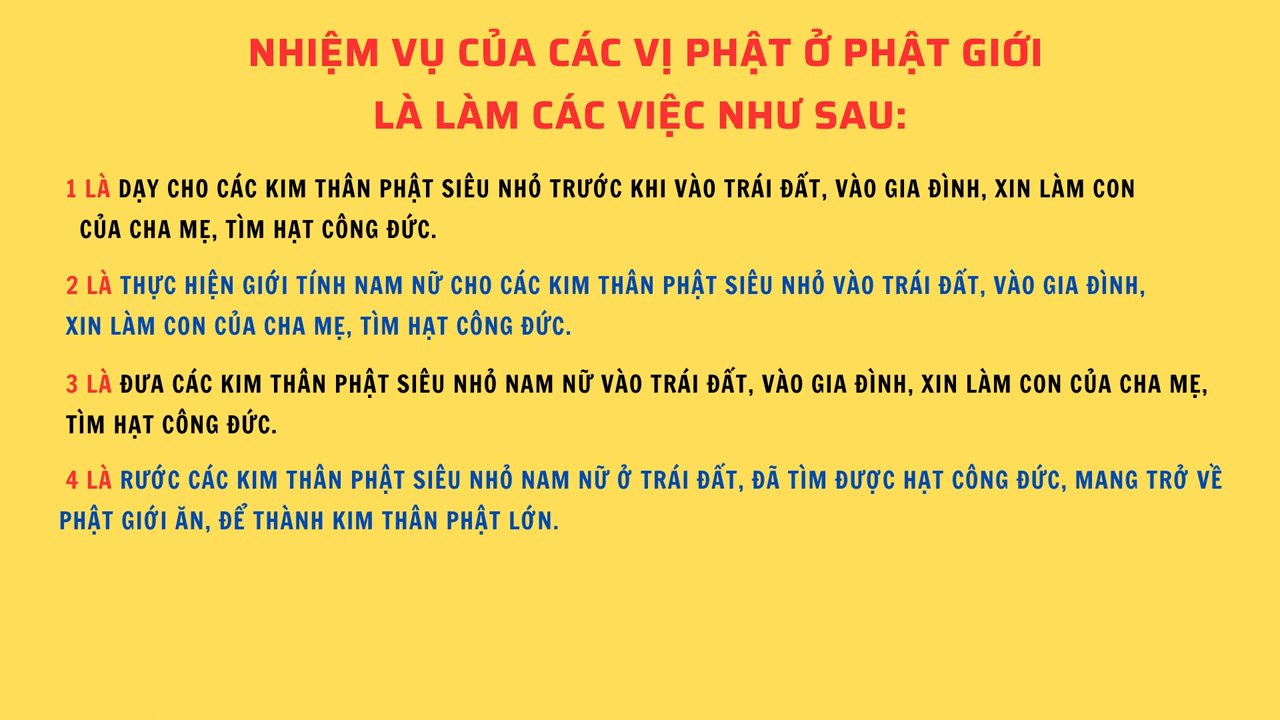 NHIỆM VỤ CỦA CÁC VỊ PHẬT Ở PHẬT GIỚI
LÀ LÀM CÁC VIỆC NHƯ SAU:
1 LÀ DẠY CHO CÁC KIM THÂN PHẬT SIÊU NHỎ TRƯỚC KHI VÀO TRÁI ĐẤT, VÀO GIA ĐÌNH, XIN LÀM CON
CỦA CHA MẸ, TÌM HẠT CÔNG ĐỨC.
2 LÀ THỰC HIỆN GIỚI TÍNH NAM NỮ CHO CÁC KIM THÂN PHẬT SIÊU NHỎ VÀO TRÁI ĐẤT, VÀO GIA ĐÌNH,
XIN LÀM CON CỦA CHA MẸ, TÌM HẠT CÔNG ĐỨC.
3 LÀ ĐƯA CÁC KIM THÂN PHẬT SIÊU NHỎ NAM NỮ VÀO TRÁI ĐẤT, VÀO GIA ĐÌNH, XIN LÀM CON CỦA CHA MẸ,
TÌM HẠT CÔNG ĐỨC.
4 LÀ RƯỚC CÁC KIM THÂN PHẬT SIÊU NHỎ NAM NỮ Ở TRÁI ĐẤT, ĐÃ TÌM ĐƯỢC HẠT CÔNG ĐỨC, MANG TRỞ VỀ
PHẬT GIỚI ĂN, ĐỂ THÀNH KIM THÂN PHẬT LỚN.